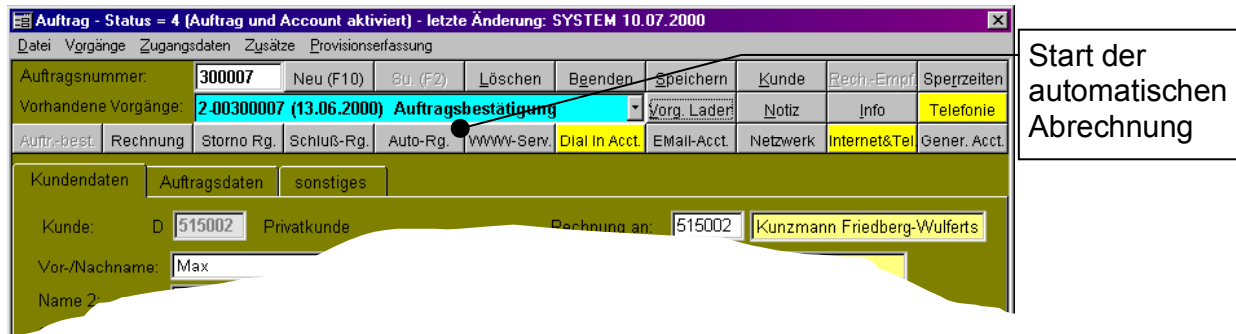 Auftrag - Status = 4 (Auftrag und Account aktiviert) - letzte Änderung: SYSTEM 10.07.2000
Datei Vorgänge Zugangsdaten Zusätze Provisionserfassung
Auftragsnummer: 300007 Neu (F10) Su. (F2) Löschen Beenden Speichern Kunde Rech.-Empf. Sperrzeiten
Vorhandene Vorgänge: 2-00300007 (13.06.2000) Auftragsbestätigung Vorg. Laden Notiz Info Telefonie
Auftr.-best. Rechnung Storno Rg. Schluß-Rg. Auto-Rg. WWW-Serv. Dial In Acct. EMail-Acct. Netzwerk Internet&Tel. Gener. Acct.
Kundendaten Auftragsdaten sonstiges
Kunde: D 515002 Privatkunde Rechnung an: 515002 Kunzmann Friedberg-Wulferts
Vor-/Nachname: Max
Name 2:
Start der
automatischen
Abrechnung